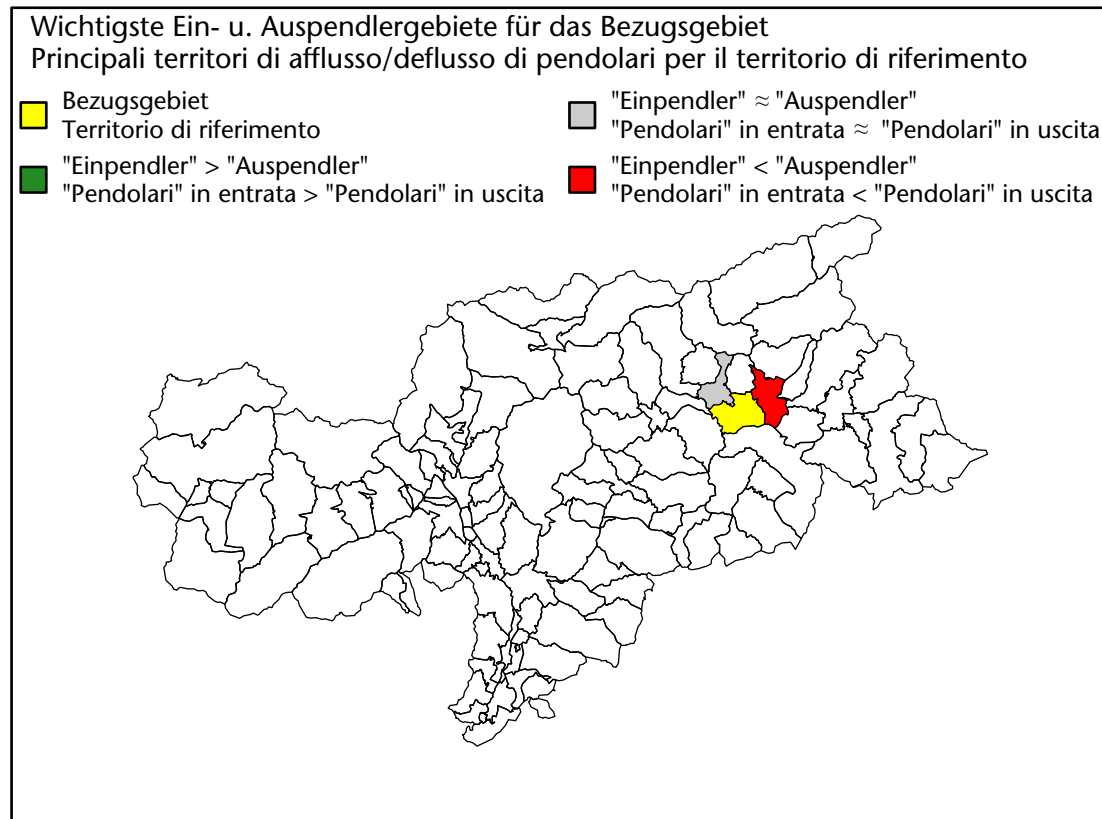 Wichtigste Ein- u. Auspendlergebiete für das Bezugsgebiet
Principali territori di afflusso/deflusso di pendolari per il territorio di riferimento
Bezugsgebiet
Territorio di riferimento
"Einpendler" > "Auspendler"
"Pendolari" in entrata > "Pendolari" in uscita
"Einpendler" ≈ "Auspendler"
"Pendolari" in entrata ≈ "Pendolari" in uscita
"Einpendler" < "Auspendler"
"Pendolari" in entrata < "Pendolari" in uscita